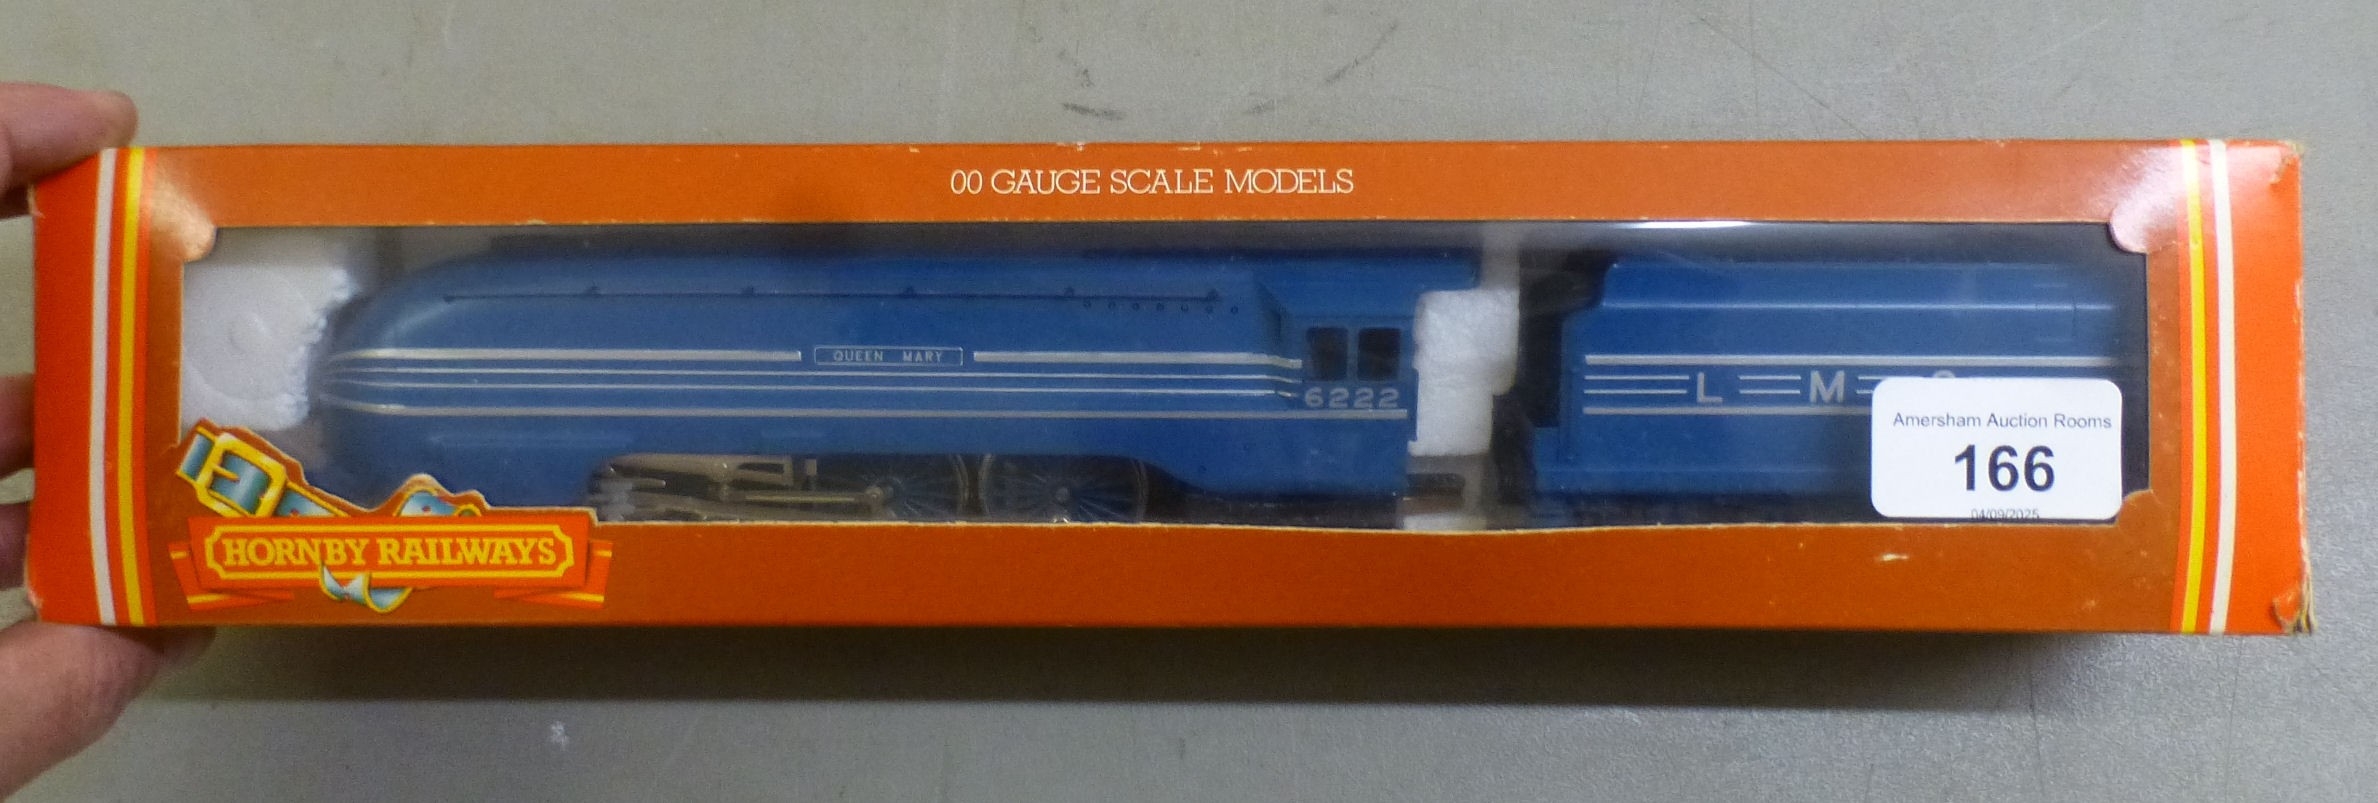 00 GAUGE SCALE MODELS
QUEEN MARY
6222
L M
Amersham Auction Rooms
166
04/09/2025
HORNBY RAILWAYS